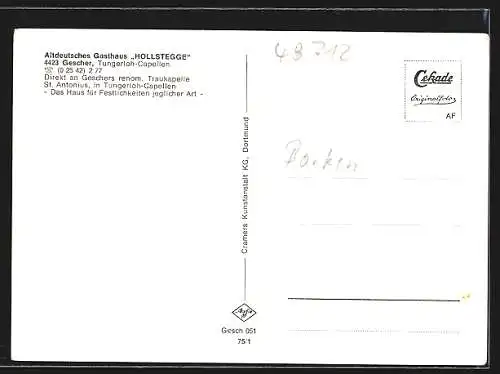 Altdeutsches Gasthaus „HOLLSTEGGE"
4423 Gescher, Tungerloh-Capellen
☏ (0 25 42) 2 77
Direkt an Geschers renom. Traukapelle
St. Antonius, in Tungerloh-Capellen
- Das Haus für Festlichkeiten jeglicher Art -
Cramers Kunstanstalt KG, Dortmund
Agfa
Gesch 051
75/1
48712
Cekade
Originalfoto
AF
Borken